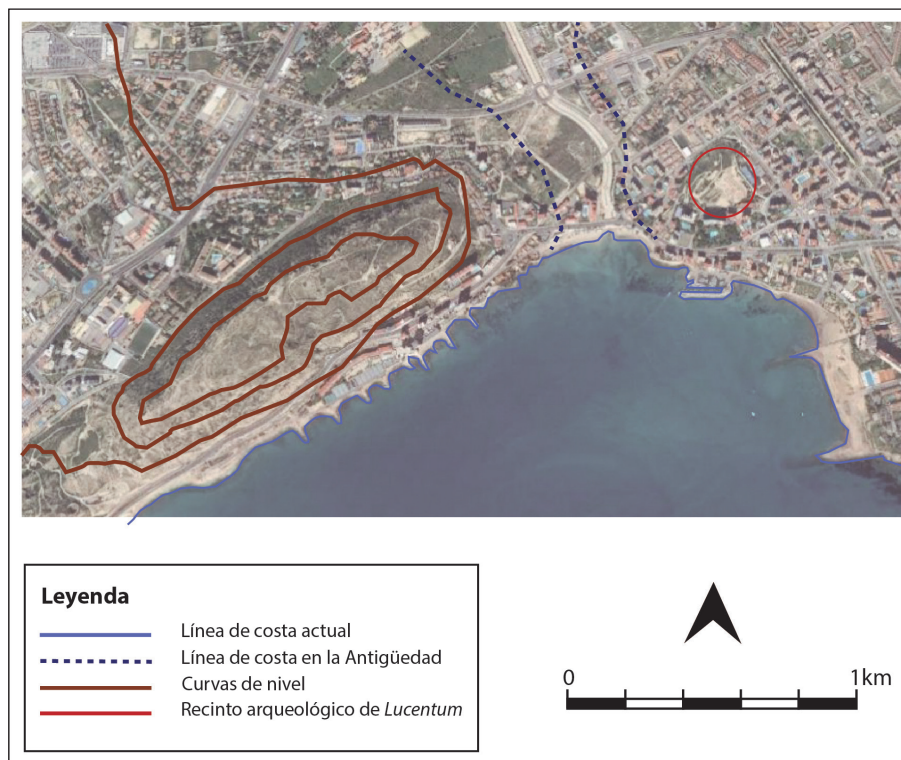 Leyenda
Línea de costa actual
Línea de costa en la Antigüedad
Curvas de nivel
Recinto arqueológico de Lucentum
0 1km